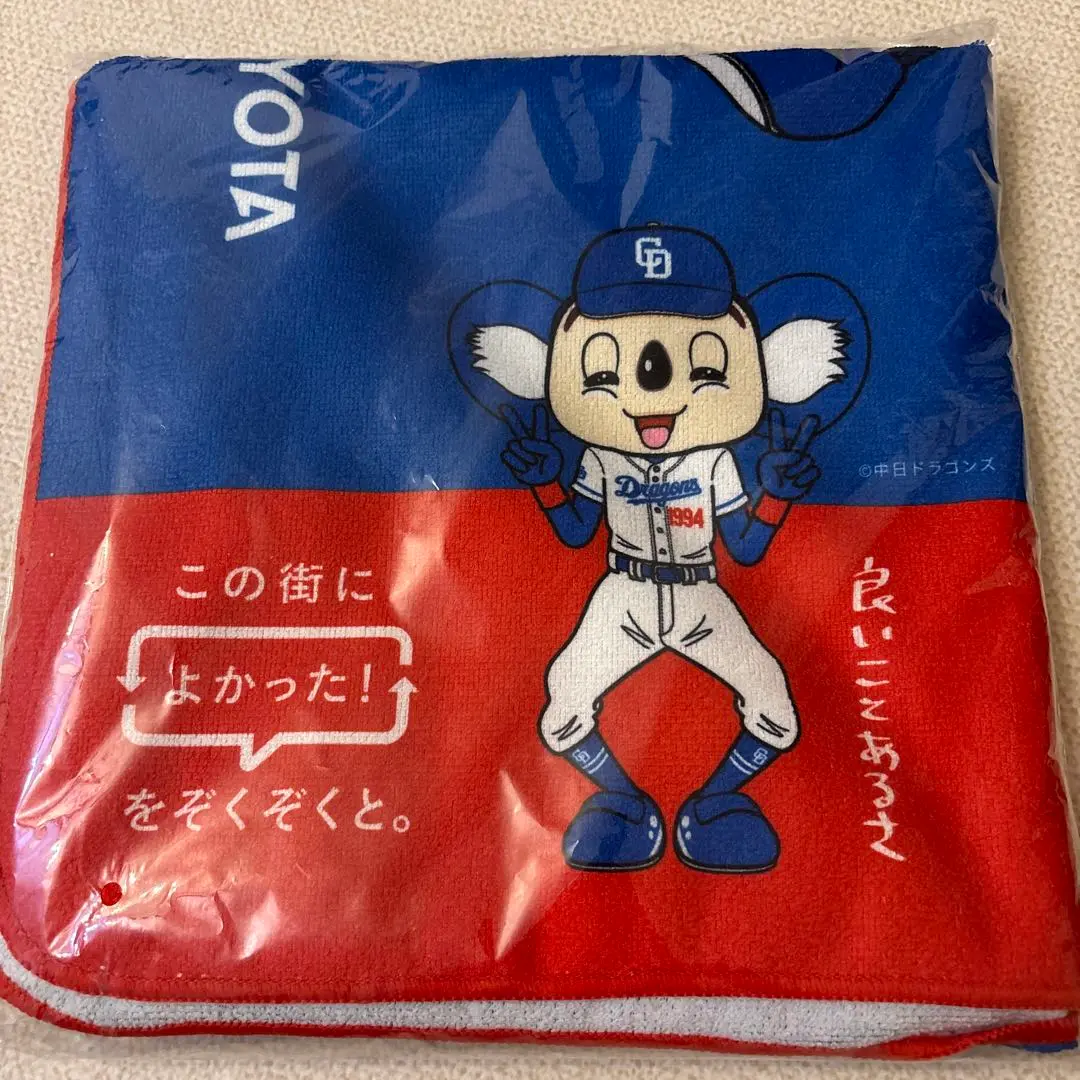 YOTA
CD
Dragons
1994
©中日ドラゴンズ
この街に
よかった!
をぞくぞくと。
良いことあるさ